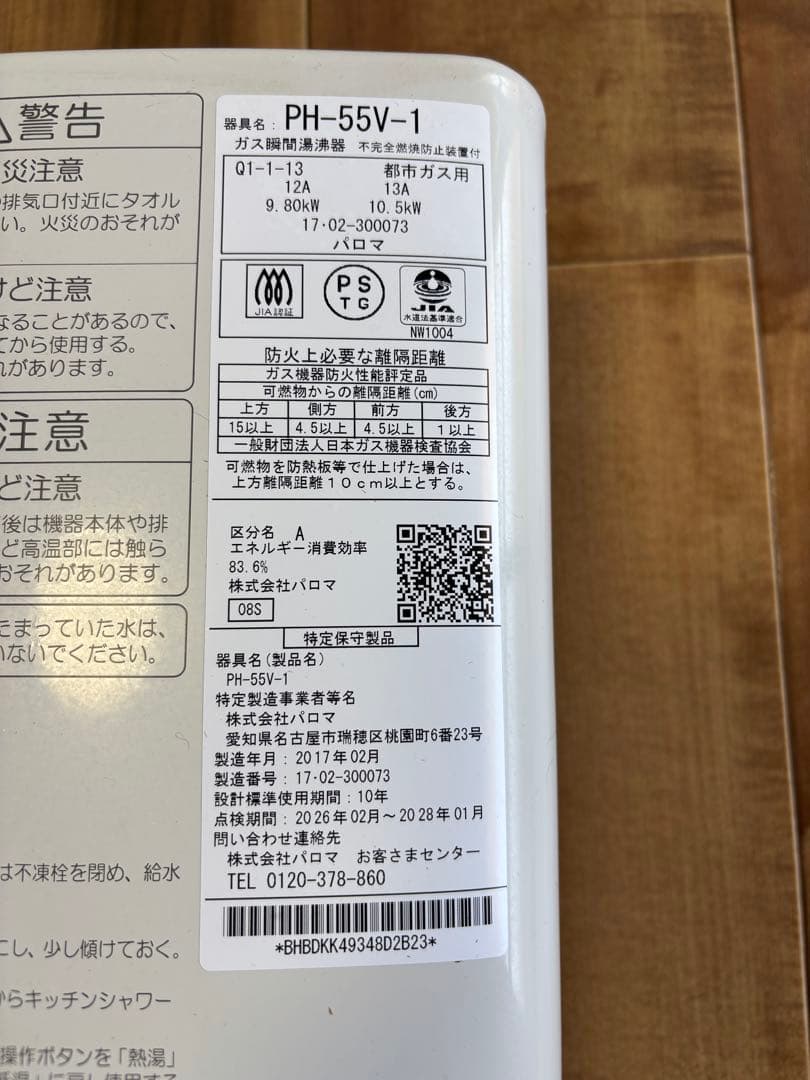 警告
災注意
排気口付近にタオル
い。火災のおそれが
けど注意
なることがあるので、
てから使用する。
れがあります。
注意
ど注意
後は機器本体や排
ど高温部には触ら
おそれがあります。
たまっていた水は、
いないでください。
は不凍栓を閉め、給水
にし、少し傾けておく。
からキッチンシャワー
操作ボタンを「熱湯」
器具名: PH-55V-1
ガス瞬間湯沸器 不完全燃焼防止装置付
Q1-1-13 都市ガス用
12A 13A
9.80kW 10.5kW
17・02-300073
パロマ
JIA認証
PS
TG
JIA
水道法基準適合
NW1004
防火上必要な離隔距離
ガス機器防火性能評定品
可燃物からの離隔距離(cm)
上方 側方 前方 後方
15以上 4.5以上 4.5以上 1以上
一般財団法人日本ガス機器検査協会
可燃物を防熱板等で仕上げた場合は、
上方離隔距離10cm以上とする。
区分名 A
エネルギー消費効率
83.6%
株式会社パロマ
08S
特定保守製品
器具名(製品名)
PH-55V-1
特定製造事業者等名
株式会社パロマ
愛知県名古屋市瑞穂区桃園町6番23号
製造年月: 2017年02月
製造番号: 17・02-300073
設計標準使用期間: 10年
点検期間: 2026年02月～2028年01月
問い合わせ連絡先
株式会社パロマ お客さまセンター
TEL 0120-378-860
*BHBDKK49348D2B23*